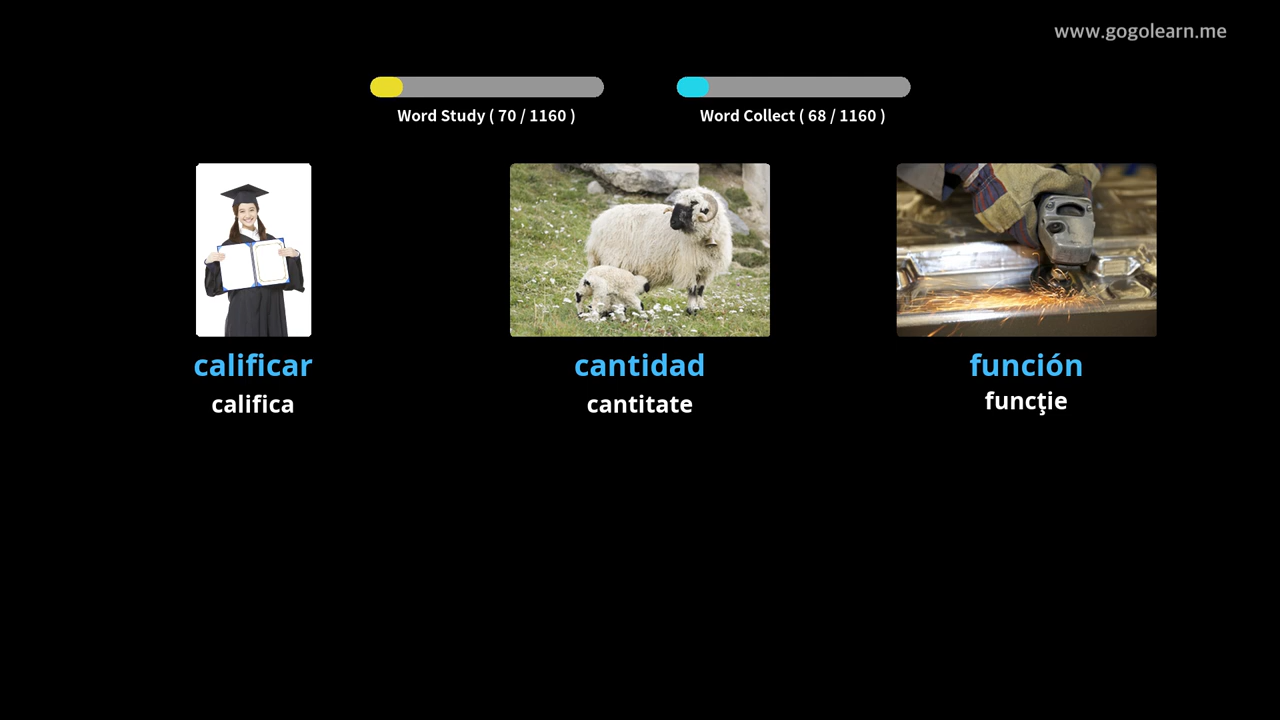 www.gogolearn.me
Word Study ( 70 / 1160 )
Word Collect ( 68 / 1160 )
calificar
califica
cantidad
cantitate
función
funcţie